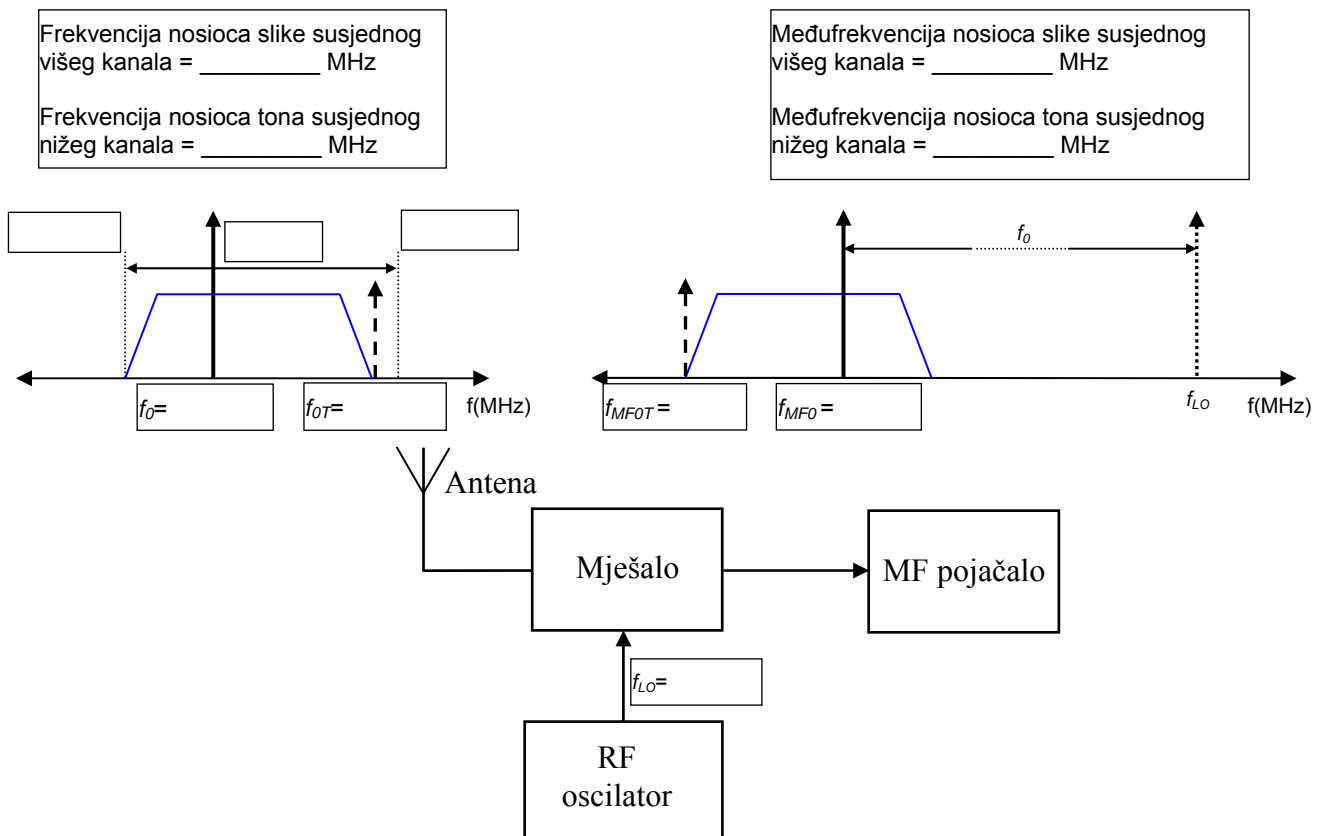 Frekvencija nosioca slike susjednog
višeg kanala = _________ MHz
Frekvencija nosioca tona susjednog
nižeg kanala = _________ MHz
Međufrekvencija nosioca slike susjednog
višeg kanala = _________ MHz
Međufrekvencija nosioca tona susjednog
nižeg kanala = _________ MHz
f0
f0=
f0T=
f(MHz)
fMF0T =
fMF0 =
fLO
f(MHz)
Antena
Mješalo
MF pojačalo
fLO=
RF
oscilator